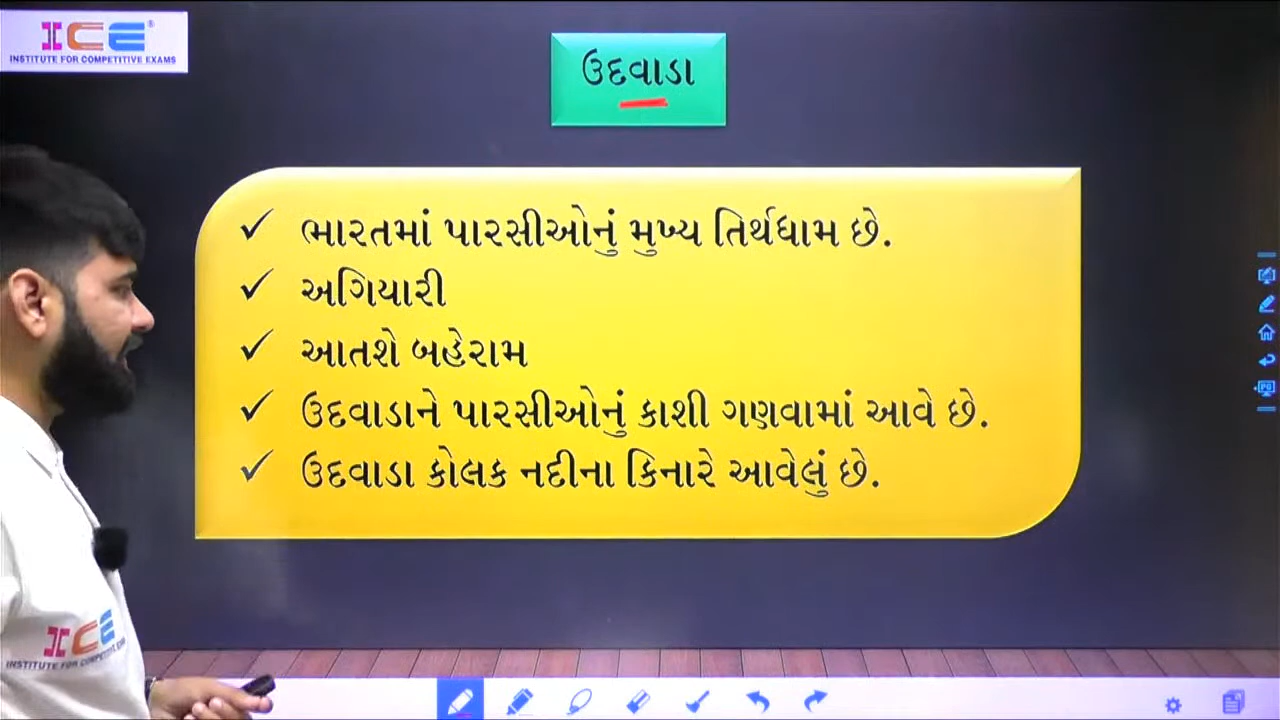 ICE®
INSTITUTE FOR COMPETITIVE EXAMS
ઉદવાડા
✓ ભારતમાં પારસીઓનું મુખ્ય તિર્થધામ છે.
✓ અગિયારી
✓ આતશે બહેરામ
✓ ઉદવાડાને પારસીઓનું કાશી ગણવામાં આવે છે.
✓ ઉદવાડા કોલક નદીના કિનારે આવેલું છે.
ICE
INSTITUTE FOR COMPETITIVE